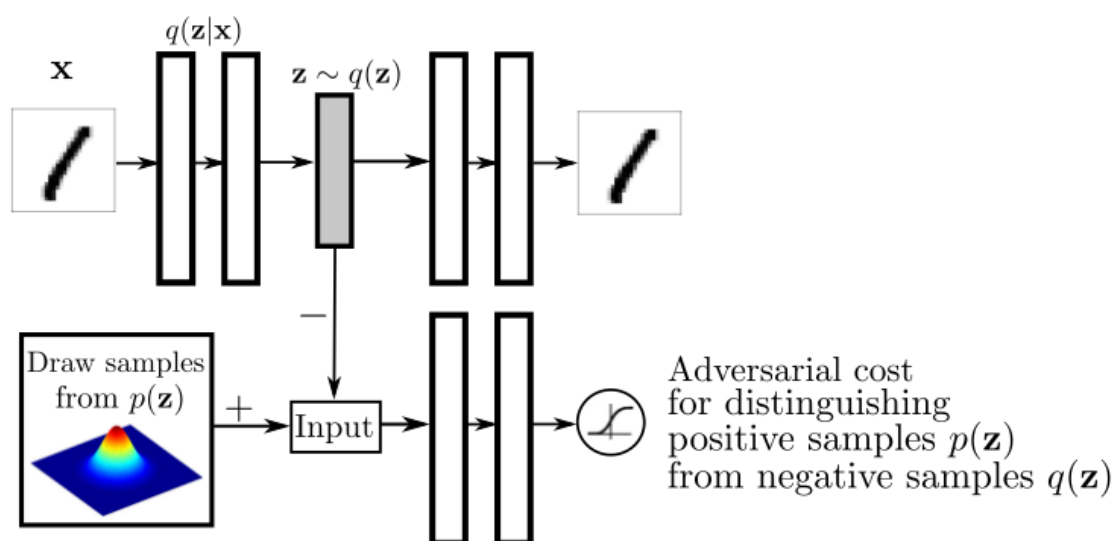 q(z|x)
x
z ∼ q(z)
−
Draw samples
from p(z)
+
Input
Adversarial cost
for distinguishing
positive samples p(z)
from negative samples q(z)